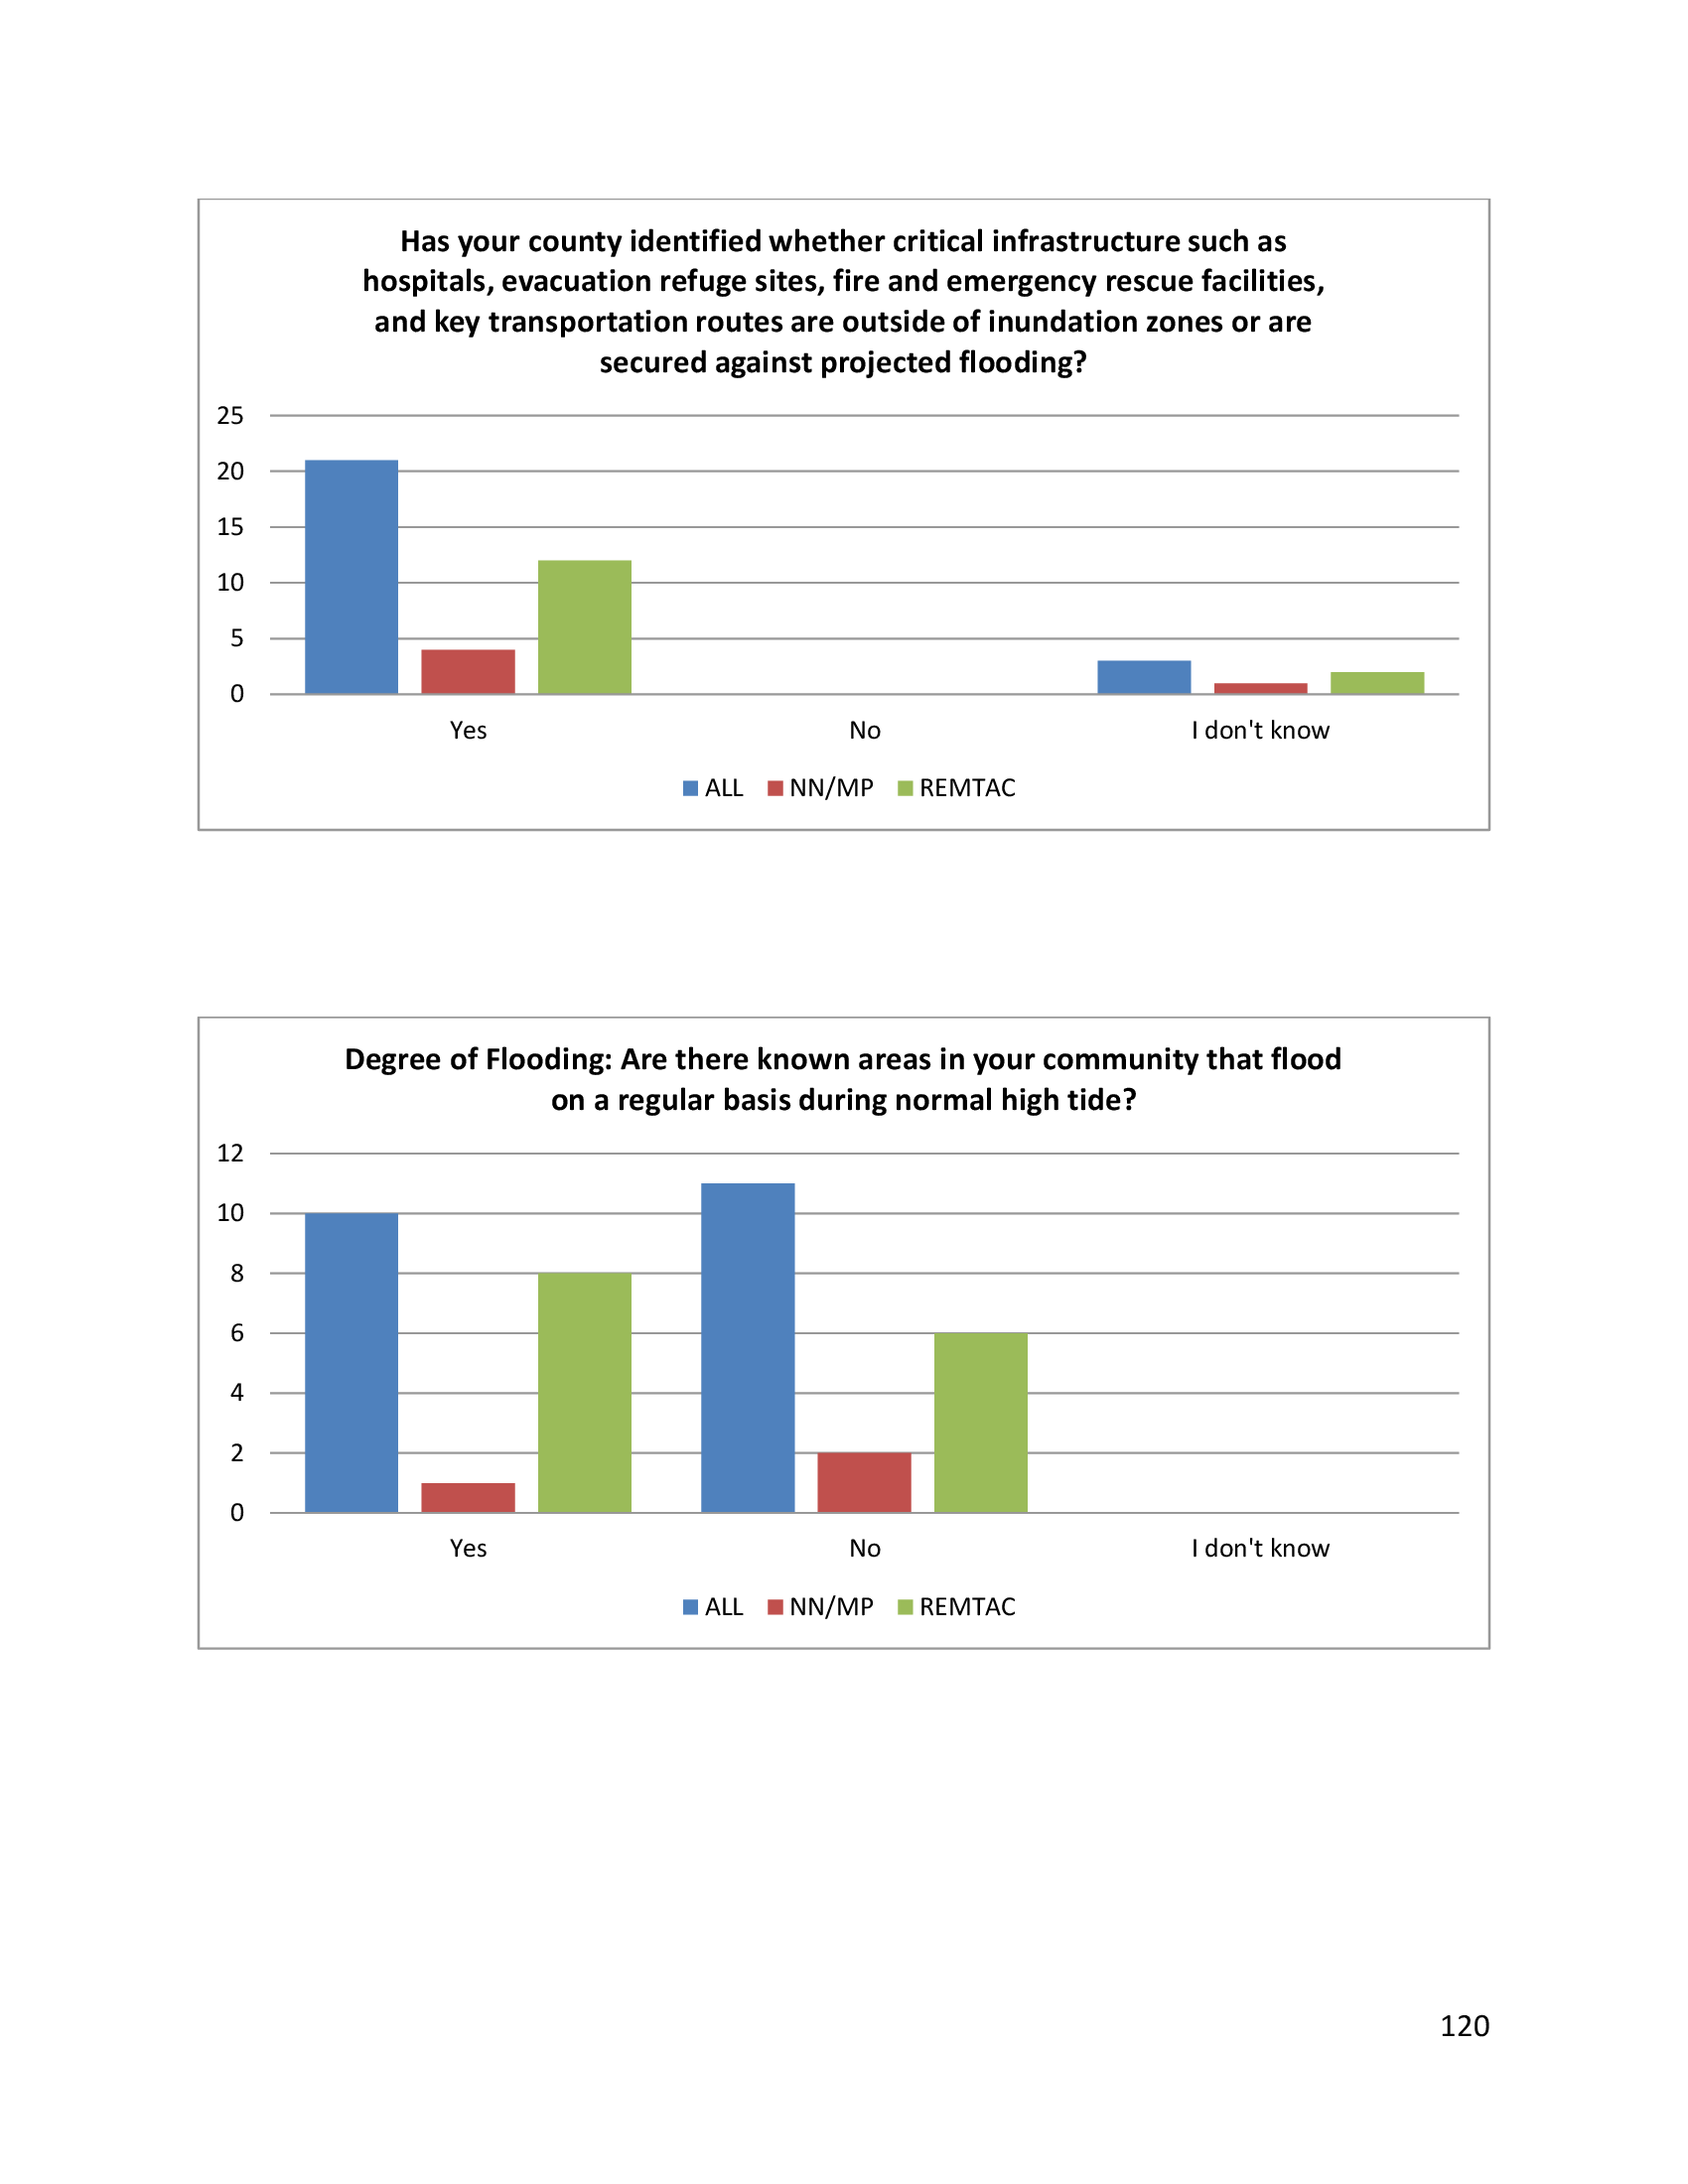 Has your county identified whether critical infrastructure such as
hospitals, evacuation refuge sites, fire and emergency rescue facilities,
and key transportation routes are outside of inundation zones or are
secured against projected flooding?
25
20
15
10
5
0
Yes No I don't know
ALL NN/MP REMTAC
Degree of Flooding: Are there known areas in your community that flood
on a regular basis during normal high tide?
12
10
8
6
4
2
0
Yes No I don't know
ALL NN/MP REMTAC
120